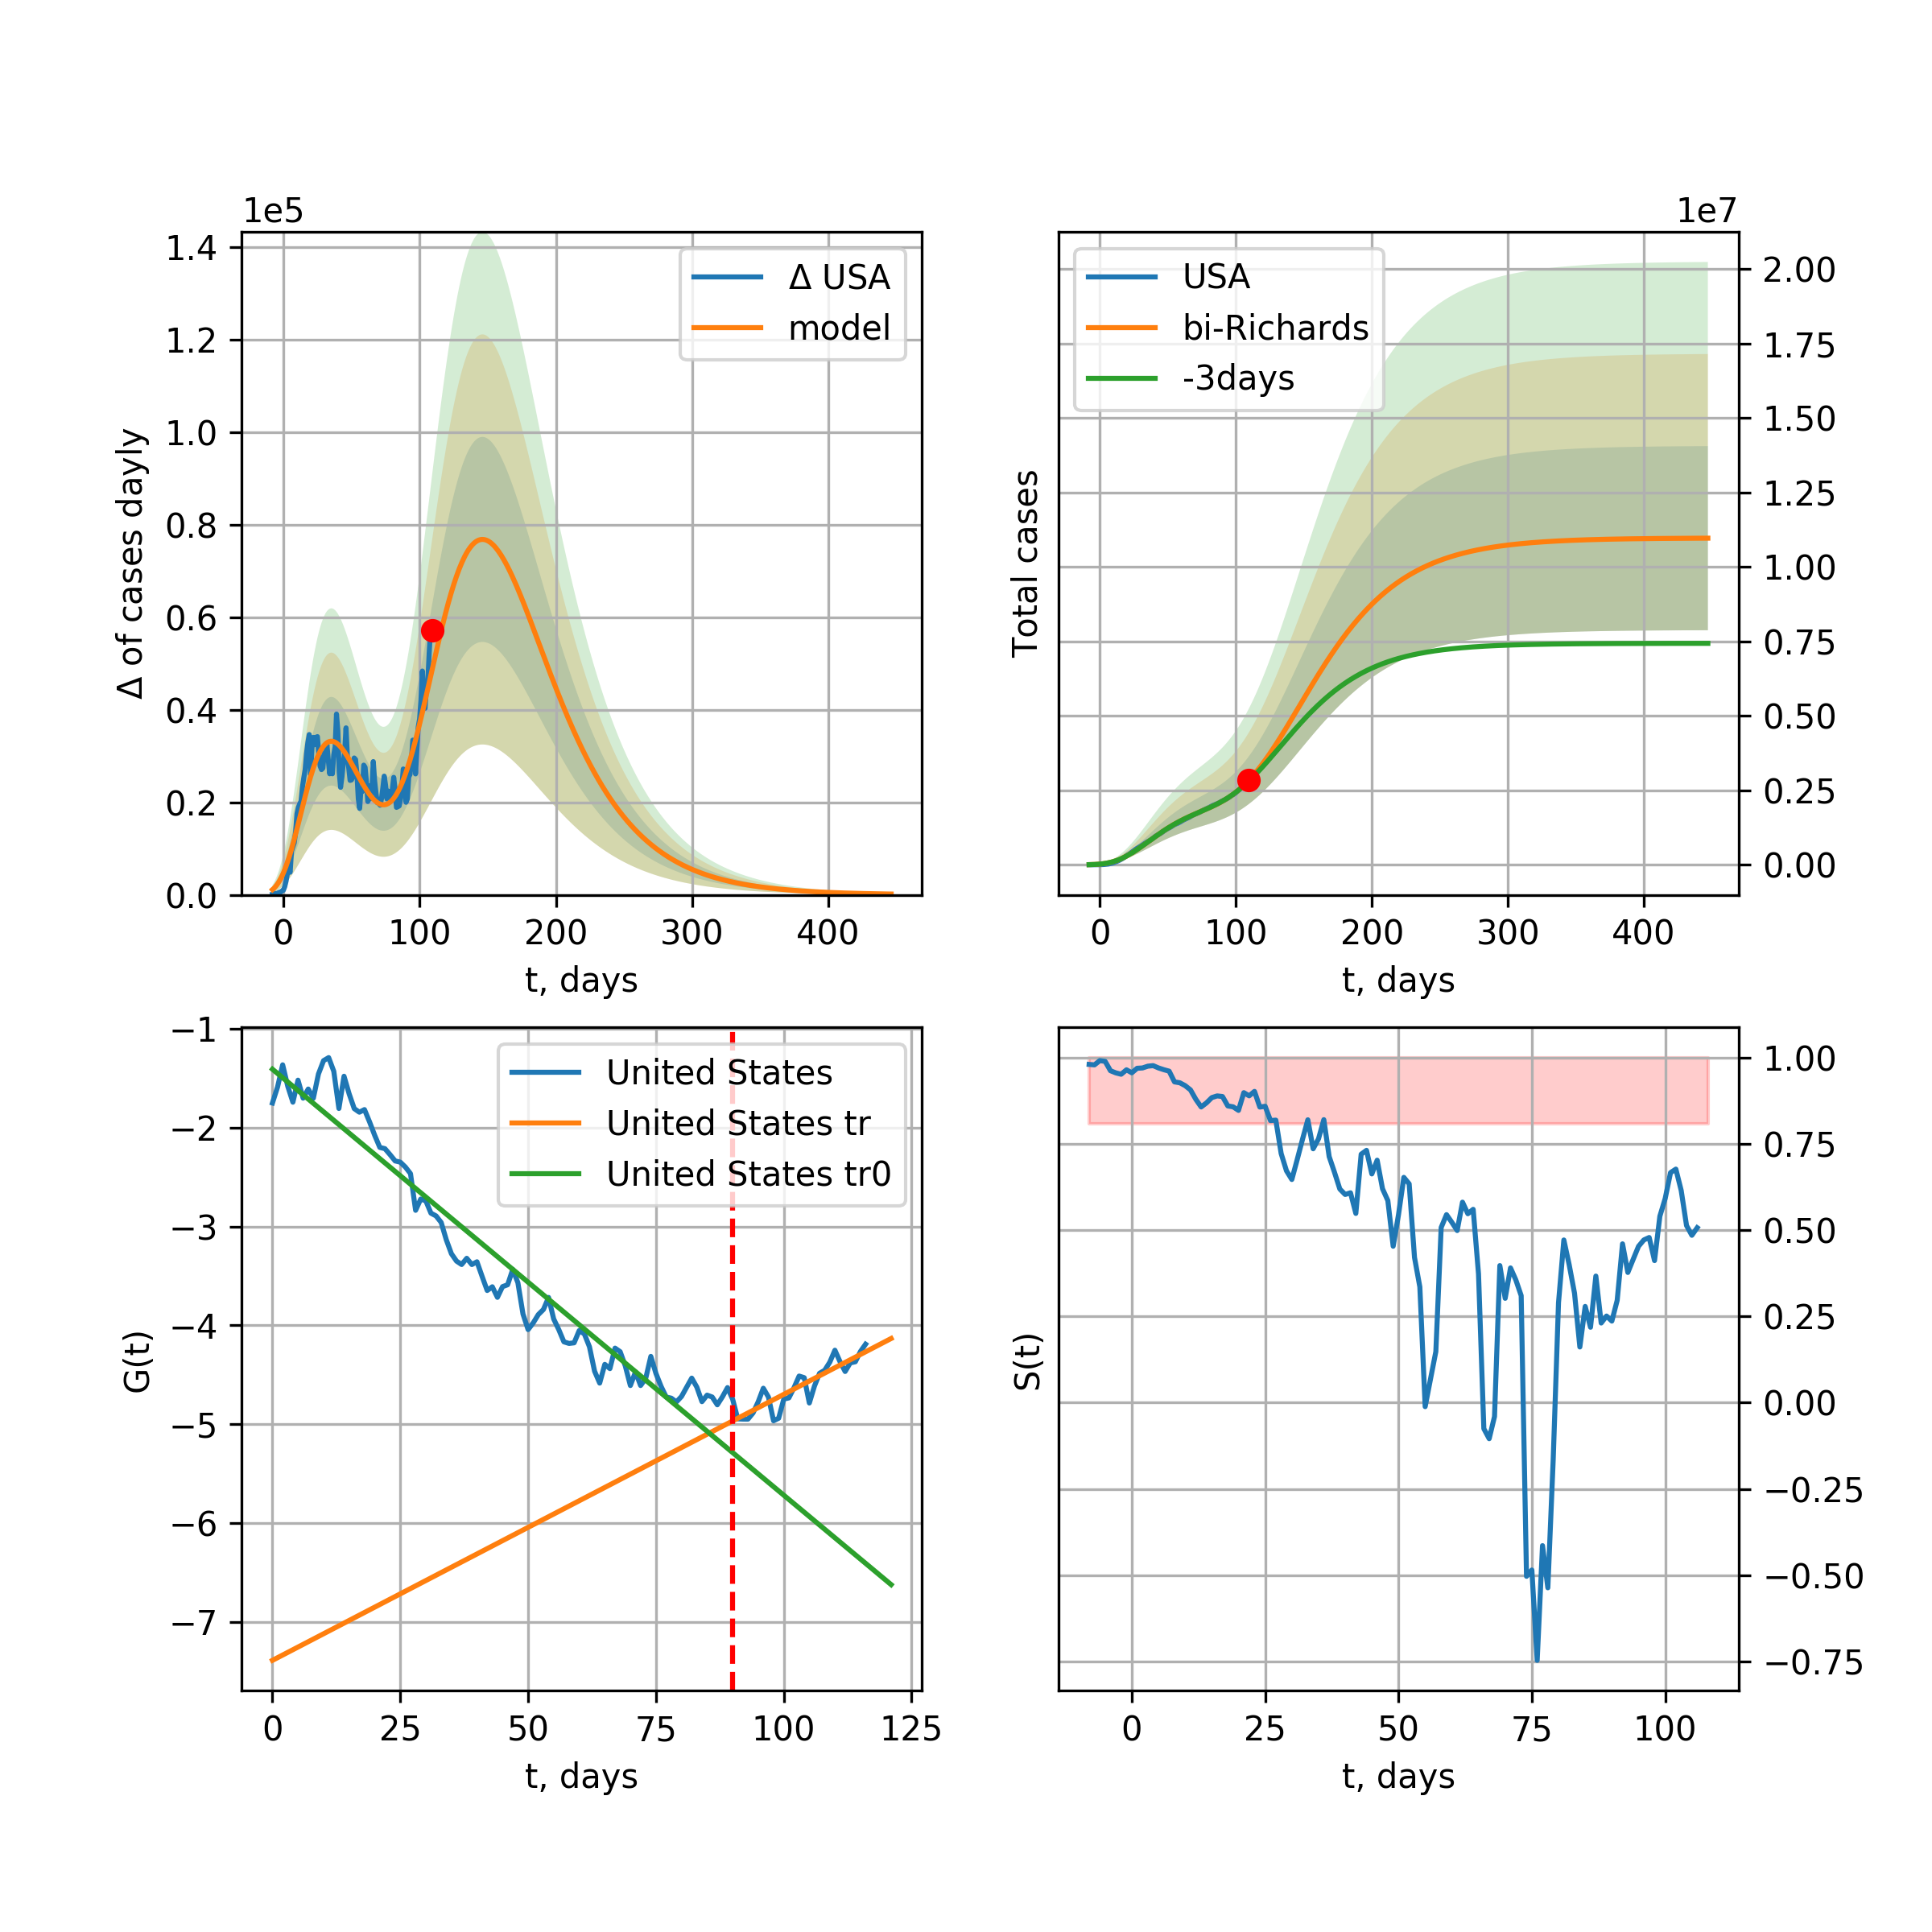 1e5
1.4
1.2
1.0
0.8
0.6
0.4
0.2
0.0
Δ of cases dayly
Δ USA
model
0 100 200 300 400
t, days
1e7
2.00
1.75
1.50
1.25
1.00
0.75
0.50
0.25
0.00
Total cases
USA
bi-Richards
-3days
0 100 200 300 400
t, days
−1
−2
−3
−4
−5
−6
−7
G(t)
United States
United States tr
United States tr0
0 25 50 75 100 125
t, days
1.00
0.75
0.50
0.25
0.00
−0.25
−0.50
−0.75
S(t)
0 25 50 75 100
t, days